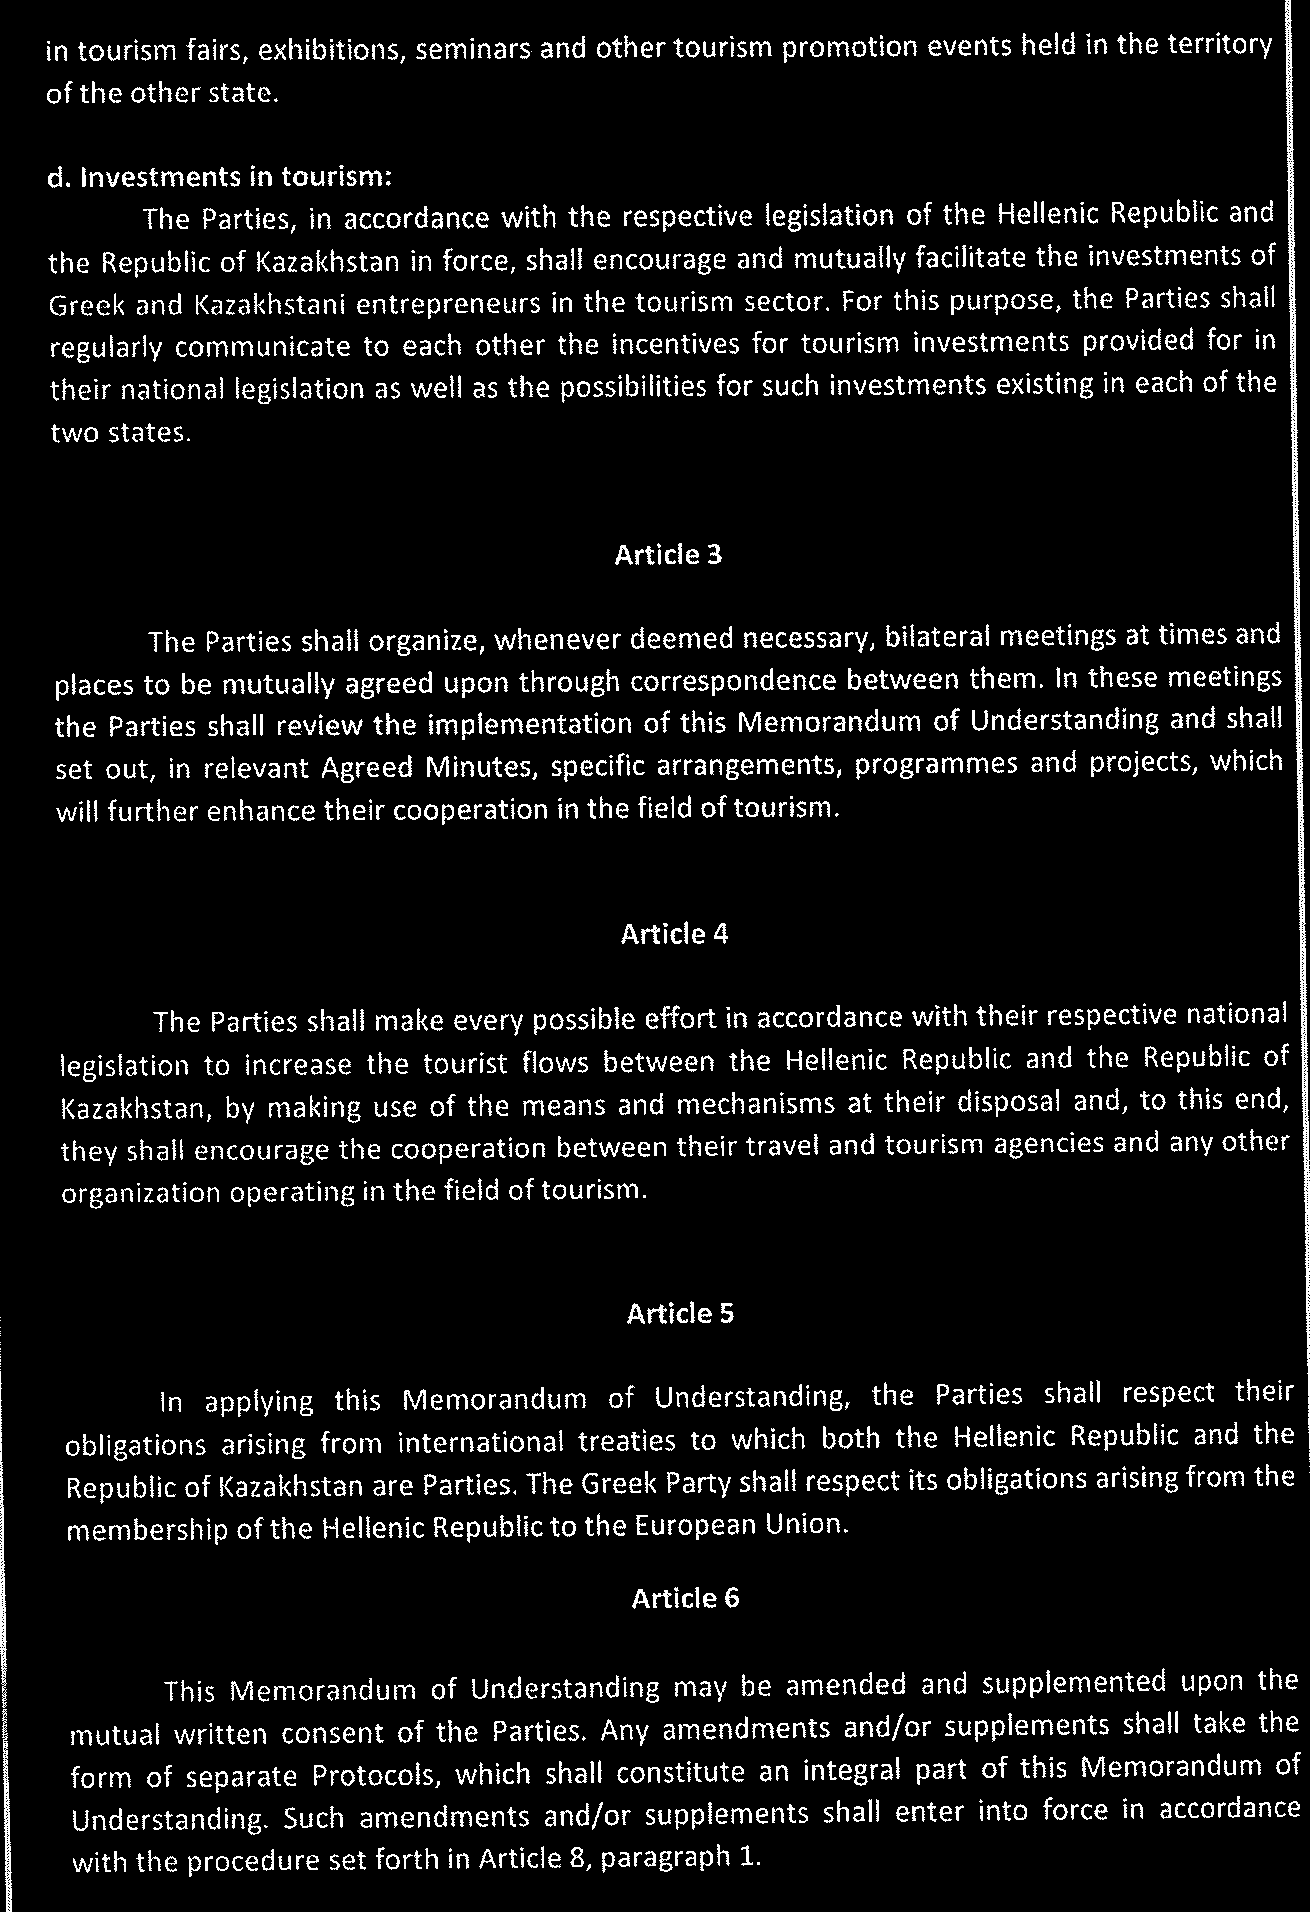 in tourism fairs, exhibitions, seminars and other tourism promotion events held in the territory
of the other state.
d. Investments in tourism:
The Parties, in accordance with the respective legislation of the Hellenic Republic and
the Republic of Kazakhstan in force, shall encourage and mutually facilitate the investments of
Greek and Kazakhstani entrepreneurs in the tourism sector. For this purpose, the Parties shall
regularly communicate to each other the incentives for tourism investments provided for in
their national legislation as well as the possibilities for such investments existing in each of the
two states.
Article 3
The Parties shall organize, whenever deemed necessary, bilateral meetings at times and
places to be mutually agreed upon through correspondence between them. In these meetings
the Parties shall review the implementation of this Memorandum of Understanding and shall
set out, in relevant Agreed Minutes, specific arrangements, programmes and projects, which
will further enhance their cooperation in the field of tourism.
Article 4
The Parties shall make every possible effort in accordance with their respective national
legislation to increase the tourist flows between the Hellenic Republic and the Republic of
Kazakhstan, by making use of the means and mechanisms at their disposal and, to this end,
they shall encourage the cooperation between their travel and tourism agencies and any other
organization operating in the field of tourism.
Article 5
In applying this Memorandum of Understanding, the Parties shall respect their
obligations arising from international treaties to which both the Hellenic Republic and the
Republic of Kazakhstan are Parties. The Greek Party shall respect its obligations arising from the
membership of the Hellenic Republic to the European Union.
Article 6
This Memorandum of Understanding may be amended and supplemented upon the
mutual written consent of the Parties. Any amendments and/or supplements shall take the
form of separate Protocols, which shall constitute an integral part of this Memorandum of
Understanding. Such amendments and/or supplements shall enter into force in accordance
with the procedure set forth in Article 8, paragraph 1.